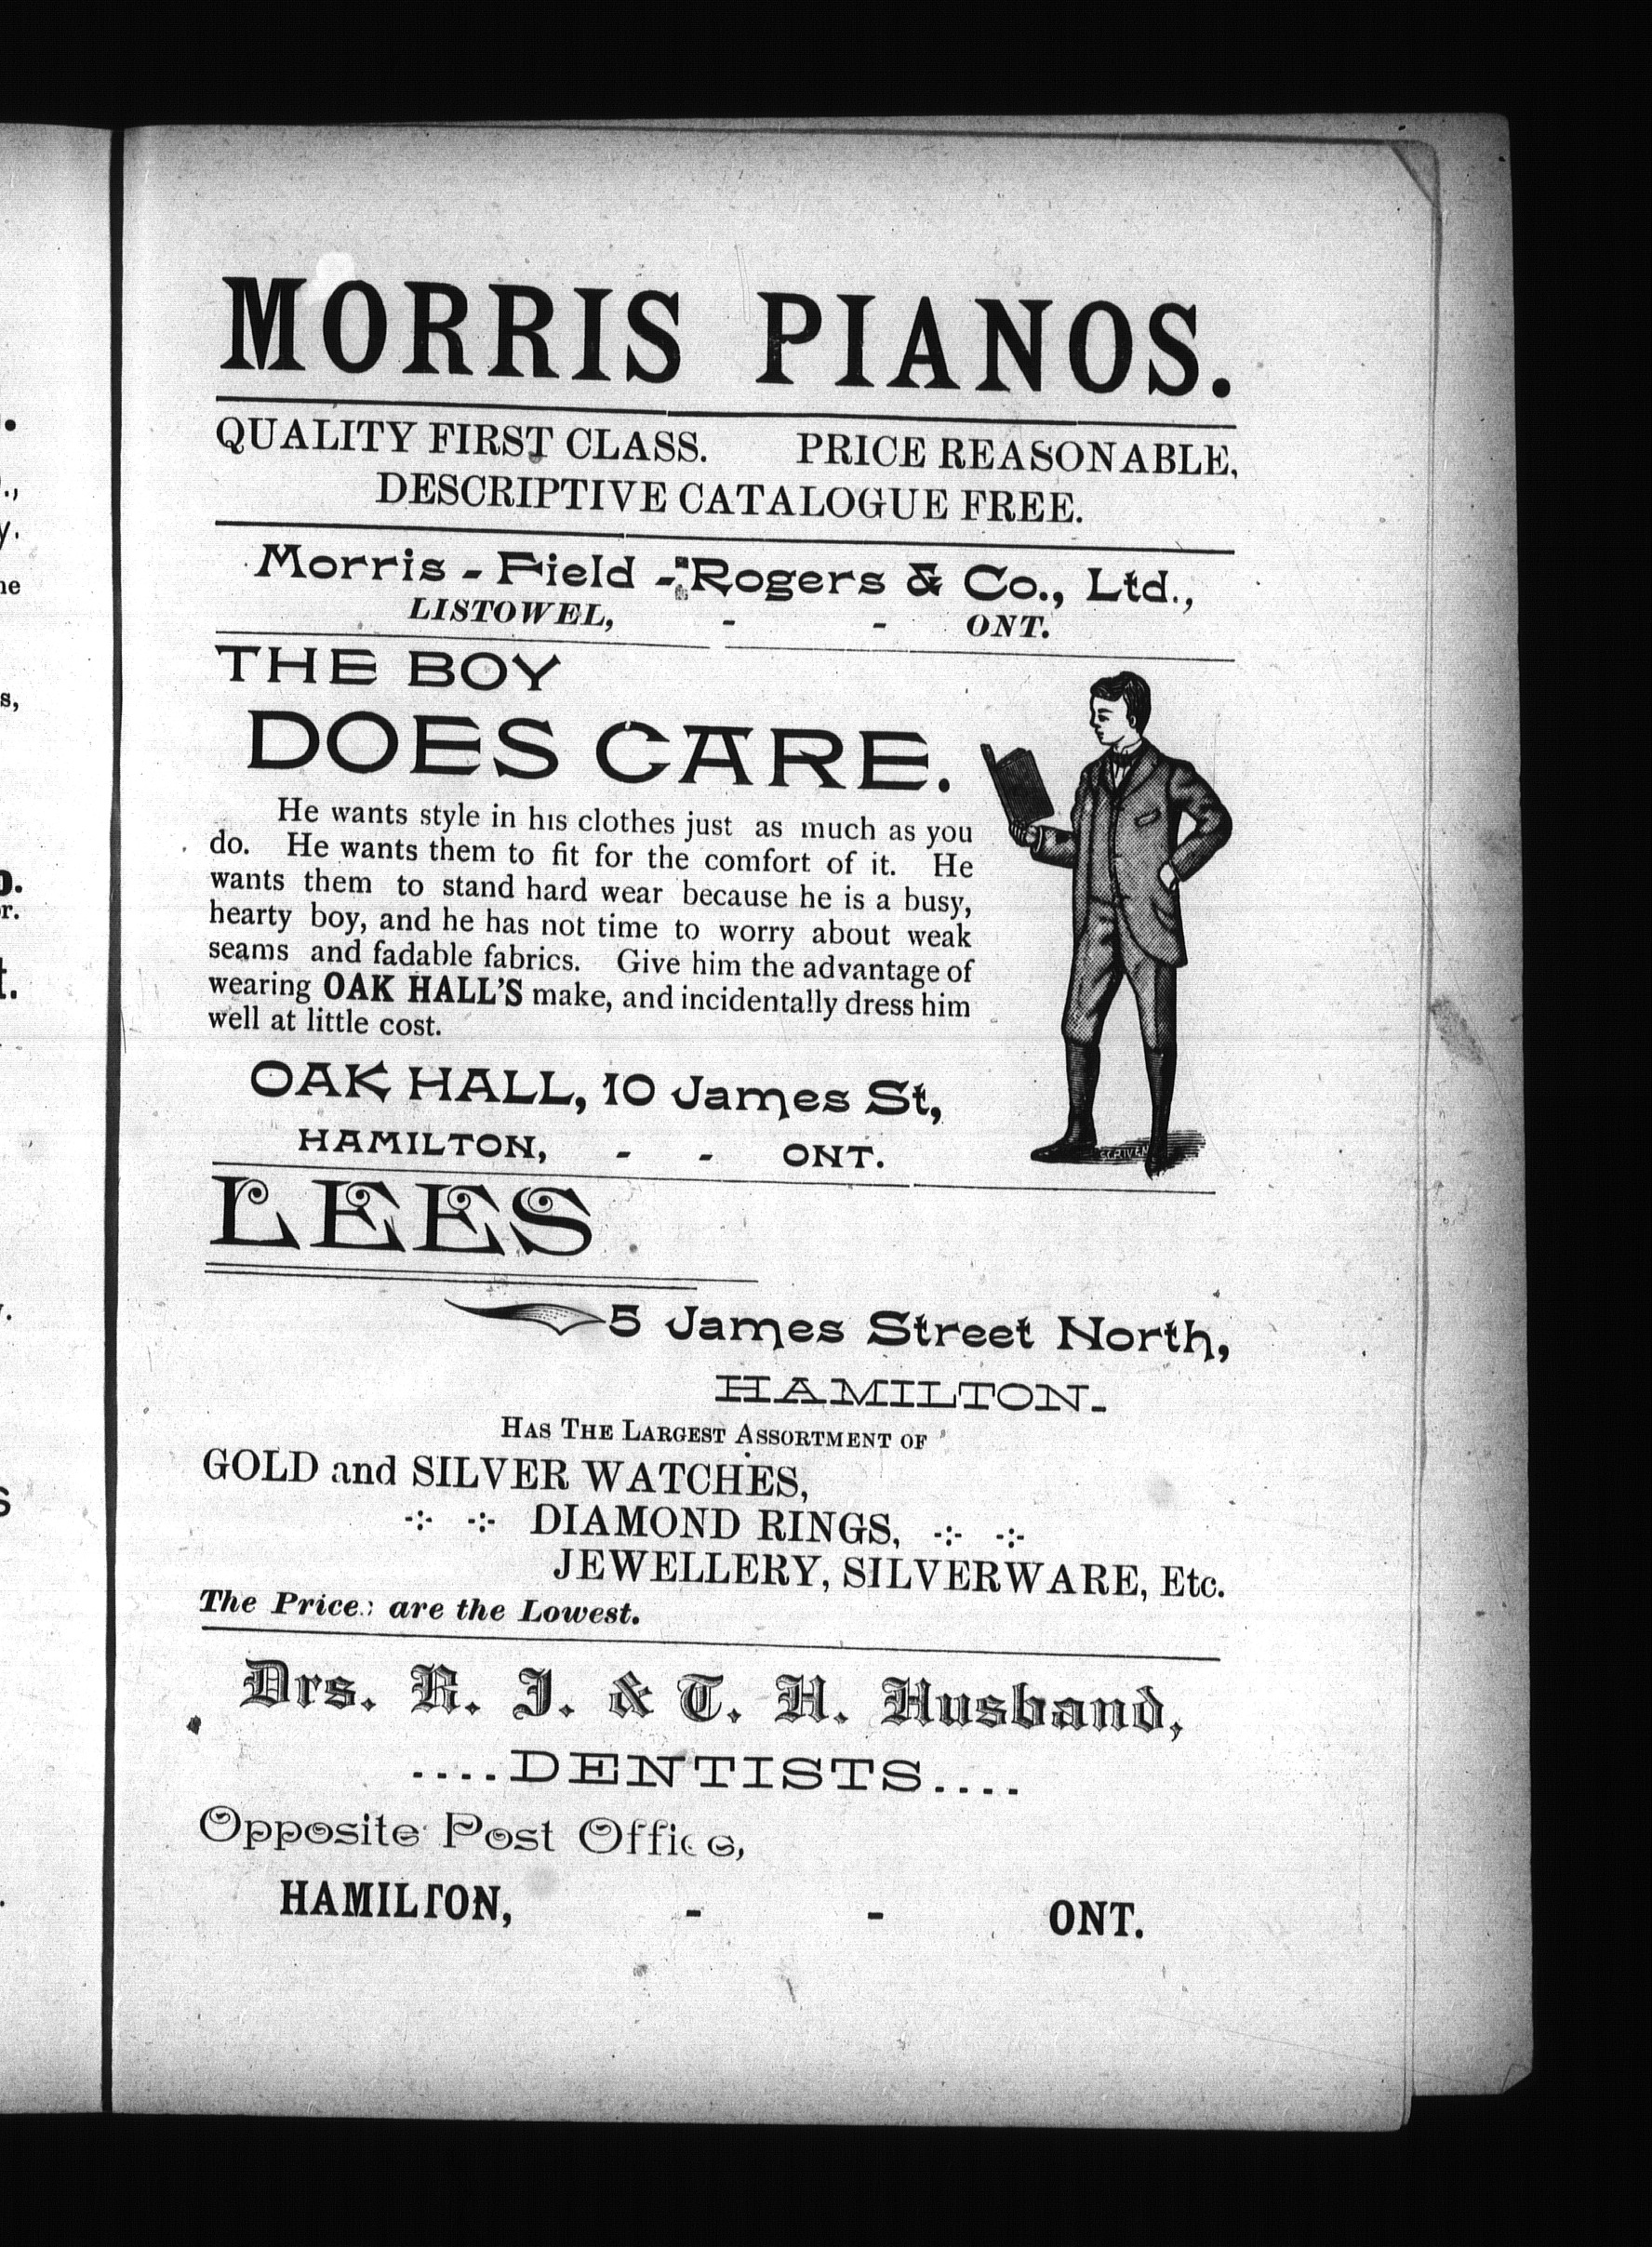 MORRIS PIANOS.
QUALITY FIRST CLASS. PRICE REASONABLE,
DESCRIPTIVE CATALOGUE FREE.
Morris - Field - Rogers & Co., Ltd.,
LISTOWEL, - - ONT.
THE BOY
DOES CARE.
He wants style in his clothes just as much as you
do. He wants them to fit for the comfort of it. He
wants them to stand hard wear because he is a busy,
hearty boy, and he has not time to worry about weak
seams and fadable fabrics. Give him the advantage of
wearing OAK HALL'S make, and incidentally dress him
well at little cost.
OAK HALL, 10 James St,
HAMILTON, - - ONT.
SCRIVEN
LEES
5 James Street North,
HAMILTON.
HAS THE LARGEST ASSORTMENT OF
GOLD and SILVER WATCHES,
-:- -:- DIAMOND RINGS, -:- -:-
JEWELLERY, SILVERWARE, Etc.
The Prices are the Lowest.
Drs. R. J. & T. H. Husband,
....DENTISTS....
Opposite Post Office,
HAMILTON, - - ONT.